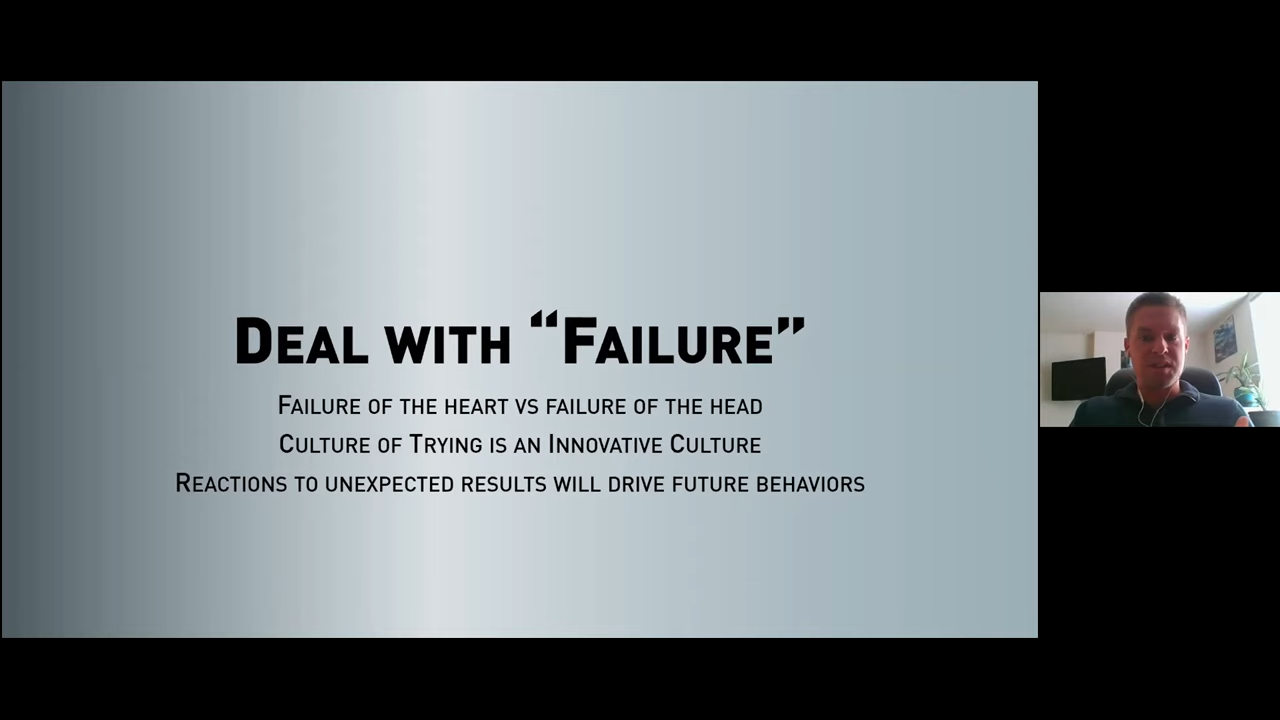 Deal with “Failure”
Failure of the heart vs failure of the head
Culture of Trying is an Innovative Culture
Reactions to unexpected results will drive future behaviors